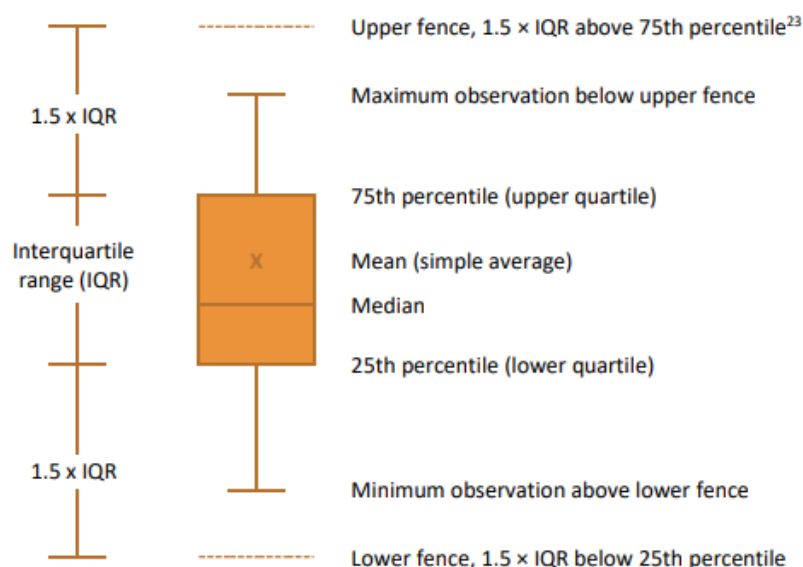 Upper fence, 1.5 × IQR above 75th percentile²³
Maximum observation below upper fence
1.5 x IQR
75th percentile (upper quartile)
Interquartile
range (IQR)
X
Mean (simple average)
Median
25th percentile (lower quartile)
1.5 x IQR
Minimum observation above lower fence
Lower fence, 1.5 × IQR below 25th percentile